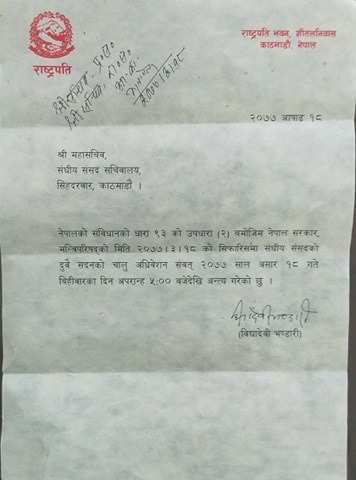 राष्ट्रपति
राष्ट्रपति भवन, शीतलनिवास
काठमाडौं, नेपाल
२०७७ आषाढ १८
श्री महासचिव,
संघीय संसद सचिवालय,
सिंहदरबार, काठमाडौं ।
नेपालको संविधानको धारा ९३ को उपधारा (२) बमोजिम नेपाल सरकार,
मन्त्रिपरिषदको मिति २०७७।३।१८ को सिफारिसमा संघीय संसदको
दुवै सदनको चालु अधिवेशन संवत् २०७७ साल असार १८ गते
बिहीवारका दिन अपरान्ह ५:०० बजेदेखि अन्त्य गरेको छु ।
(विद्यादेवी भण्डारी)